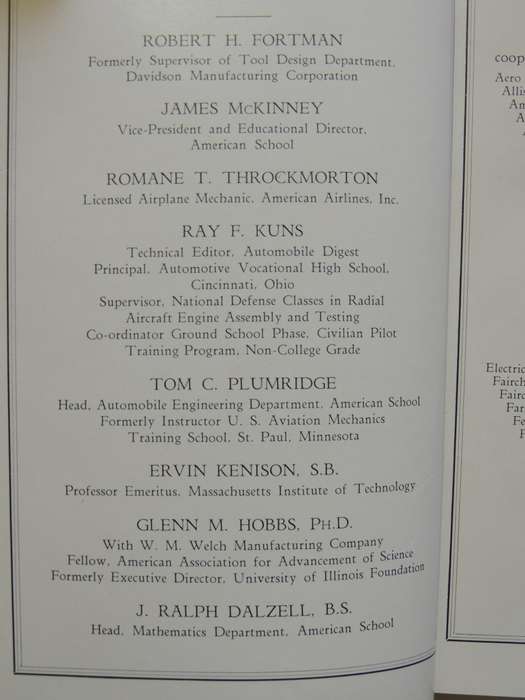 ROBERT H. FORTMAN
Formerly Supervisor of Tool Design Department,
Davidson Manufacturing Corporation
JAMES McKINNEY
Vice-President and Educational Director,
American School
ROMANE T. THROCKMORTON
Licensed Airplane Mechanic, American Airlines, Inc.
RAY F. KUNS
Technical Editor, Automobile Digest
Principal, Automotive Vocational High School,
Cincinnati, Ohio
Supervisor, National Defense Classes in Radial
Aircraft Engine Assembly and Testing
Co-ordinator Ground School Phase, Civilian Pilot
Training Program, Non-College Grade
TOM C. PLUMRIDGE
Head, Automobile Engineering Department, American School
Formerly Instructor U. S. Aviation Mechanics
Training School, St. Paul, Minnesota
ERVIN KENISON, S.B.
Professor Emeritus, Massachusetts Institute of Technology
GLENN M. HOBBS, PH.D.
With W. M. Welch Manufacturing Company
Fellow, American Association for Advancement of Science
Formerly Executive Director, University of Illinois Foundation
J. RALPH DALZELL, B.S.
Head, Mathematics Department, American School
coop
Aero
Allis
Am
A
Electric
Fairch
Fairc
Far
Fe
F